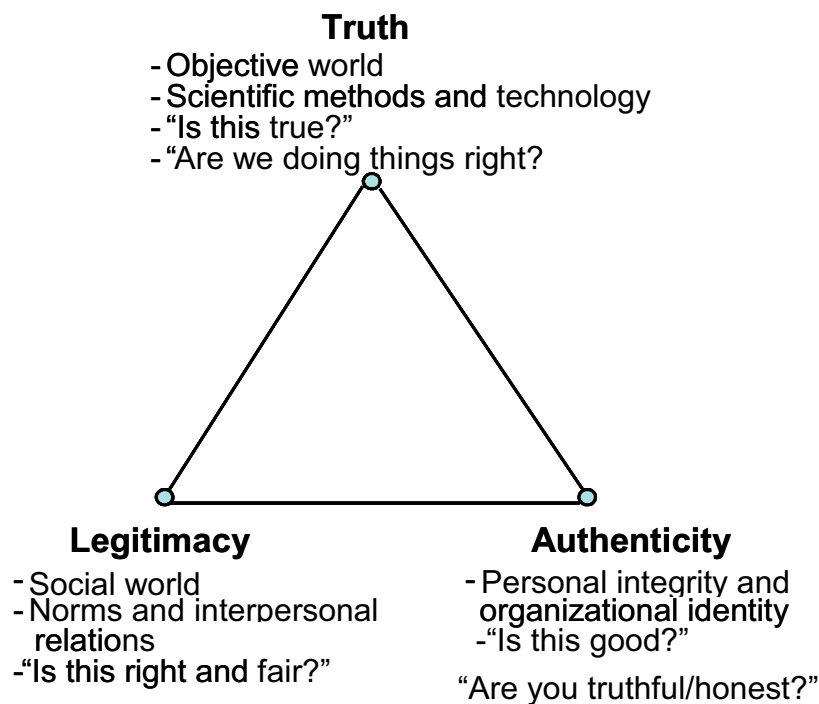 Truth
- Objective world
- Scientific methods and technology
- “Is this true?”
- “Are we doing things right?
Legitimacy
- Social world
- Norms and interpersonal
relations
-“Is this right and fair?”
Authenticity
- Personal integrity and
organizational identity
-“Is this good?”
“Are you truthful/honest?”